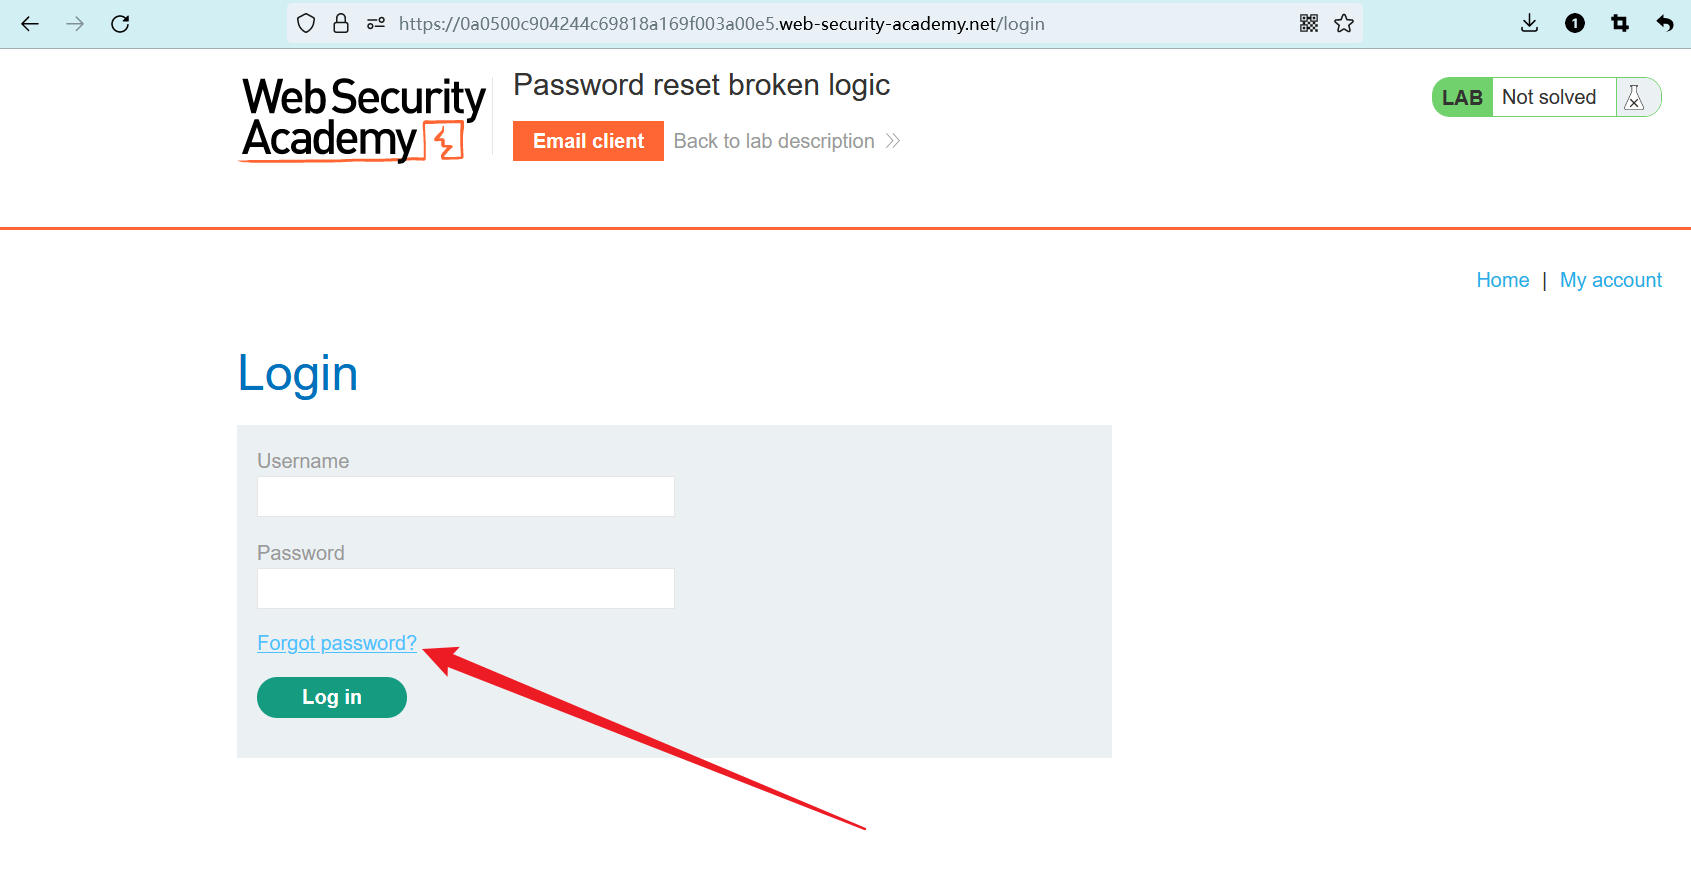 https://0a0500c904244c69818a169f003a00e5.web-security-academy.net/login
1
Web Security
Academy
Password reset broken logic
Email client
Back to lab description
LAB
Not solved
Home | My account
Login
Username
Password
Forgot password?
Log in